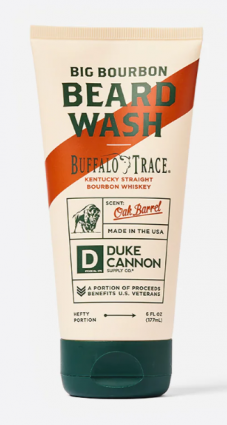 BIG BOURBON
BEARD
WASH
BUFFALO TRACE®
KENTUCKY STRAIGHT
BOURBON WHISKEY
SCENT:
Oak Barrel
MADE IN THE USA
D
DUKE
CANNON
SUPPLY CO®
A PORTION OF PROCEEDS
BENEFITS U.S. VETERANS
HEFTY
PORTION
6 FL OZ
(177mL)